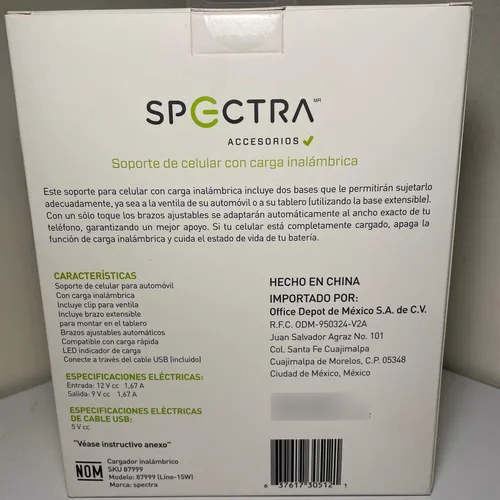 SPECTRA MR
ACCESORIOS
Soporte de celular con carga inalámbrica
Este soporte para celular con carga inalámbrica incluye dos bases que le permitirán sujetarlo
adecuadamente, ya sea a la ventila de su automóvil o a su tablero (utilizando la base extensible).
Con un sólo toque los brazos ajustables se adaptarán automáticamente al ancho exacto de tu
teléfono, garantizando un mejor apoyo. Si tu celular está completamente cargado, apaga la
función de carga inalámbrica y cuida el estado de vida de tu batería.
CARACTERÍSTICAS
Soporte de celular para automóvil
Con carga inalámbrica
Incluye clip para ventila
Incluye brazo extensible
para montar en el tablero
Brazos ajustables automáticos
Compatible con carga rápida
LED indicador de carga
Conecte a través del cable USB (incluido)
ESPECIFICACIONES ELÉCTRICAS:
Entrada: 12 V cc 1,67 A
Salida: 9 V cc 1,67 A
ESPECIFICACIONES ELÉCTRICAS
DE CABLE USB:
5 V cc
"Véase instructivo anexo"
NOM
Cargador inalámbrico
SKU 87999
Modelo: 87999 (Line-15W)
Marca: spectra
HECHO EN CHINA
IMPORTADO POR:
Office Depot de México S.A. de C.V.
R.F.C. ODM-950324-V2A
Juan Salvador Agraz No. 101
Col. Santa Fe Cuajimalpa
Cuajimalpa de Morelos, C.P. 05348
Ciudad de México, México
6 37617 30512 1